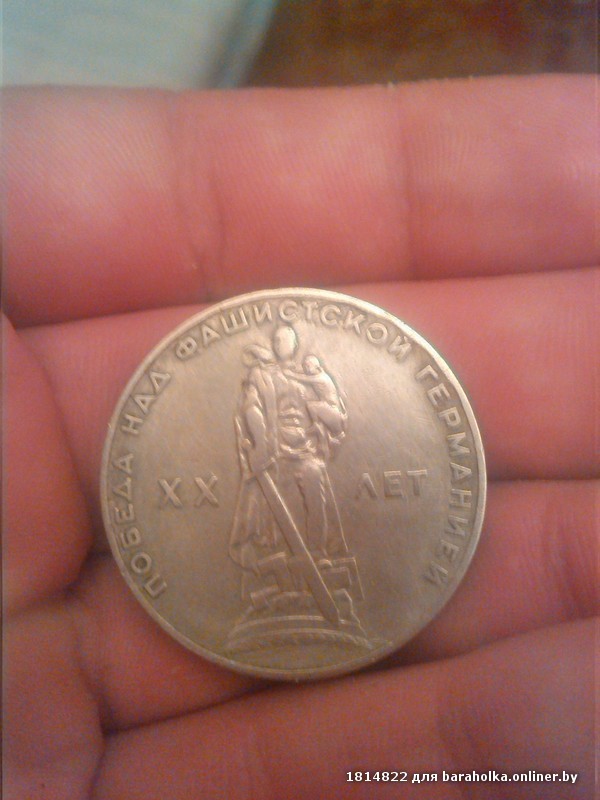 ПОБЕДА НАД ФАШИСТСКОЙ ГЕРМАНИЕЙ
XX ЛЕТ
1814822 для baraholka.onliner.by